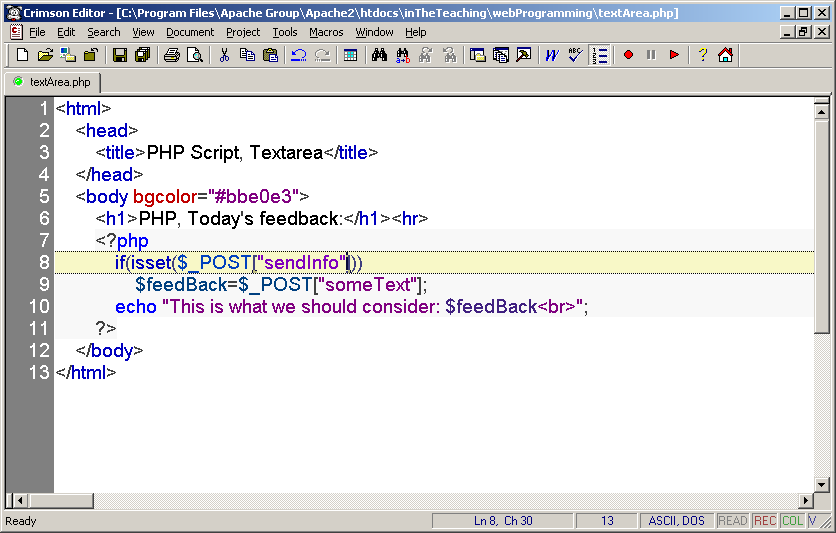 Crimson Editor - [C:\Program Files\Apache Group\Apache2\htdocs\inTheTeaching\webProgramming\textArea.php]
File Edit Search View Document Project Tools Macros Window Help
textArea.php
1 <html>
2 <head>
3 <title>PHP Script, Textarea</title>
4 </head>
5 <body bgcolor="#bbe0e3">
6 <h1>PHP, Today's feedback:</h1><hr>
7 <?php
8 if(isset($_POST["sendInfo"]))
9 $feedBack=$_POST["someText"];
10 echo "This is what we should consider: $feedBack<br>";
11 ?>
12 </body>
13 </html>
Ready Ln 8, Ch 30 13 ASCII, DOS READ REC COL V